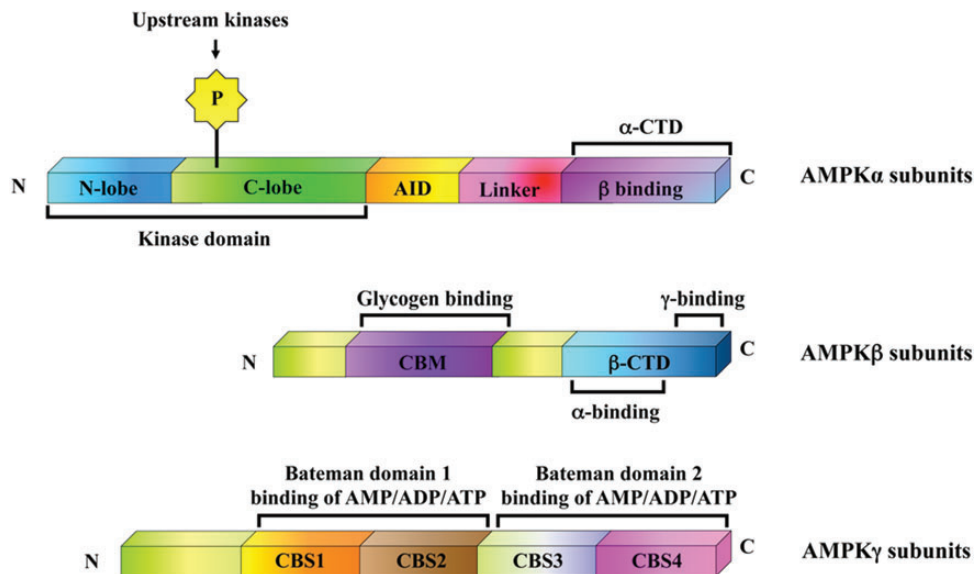 Upstream kinases
P
α-CTD
N
N-lobe
C-lobe
AID
Linker
β binding
C
AMPKα subunits
Kinase domain
Glycogen binding
γ-binding
N
CBM
β-CTD
C
AMPKβ subunits
α-binding
Bateman domain 1
binding of AMP/ADP/ATP
Bateman domain 2
binding of AMP/ADP/ATP
N
CBS1
CBS2
CBS3
CBS4
C
AMPKγ subunits